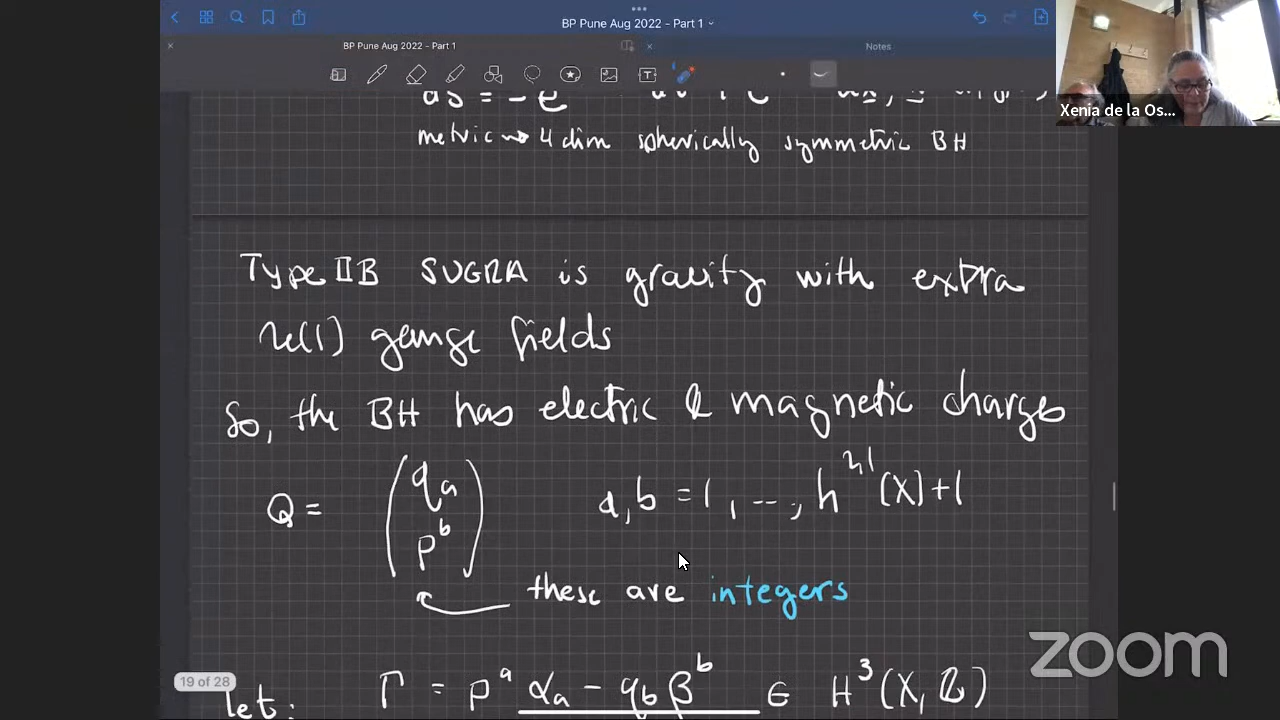 BP Pune Aug 2022 - Part 1
BP Pune Aug 2022 - Part 1
Notes
Xenia de la Os...
metric → 4 dim spherically symmetric BH
Type IIB SUGRA is gravity with extra
U(1) gauge fields
So, the BH has electric & magnetic charges
Q = (q_a p^b) a,b = 1, ..., h^{21}(X)+1
these are integers
19 of 28
let: Γ = p^a α_a − q_b β^b ∈ H^3(X, Z)
zoom